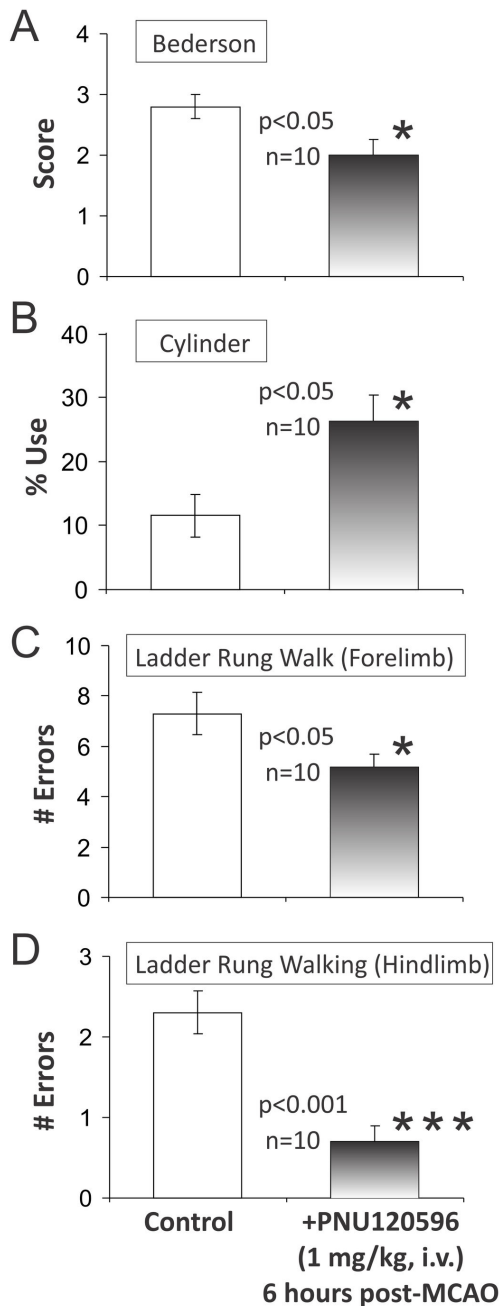 A
Bederson
4
3
2
1
0
Score
p<0.05
n=10
*
B
Cylinder
40
30
20
10
0
% Use
p<0.05
n=10
*
C
Ladder Rung Walk (Forelimb)
10
8
6
4
2
0
# Errors
p<0.05
n=10
*
D
Ladder Rung Walking (Hindlimb)
3
2
1
0
# Errors
p<0.001
n=10
***
Control
+PNU120596
(1 mg/kg, i.v.)
6 hours post-MCAO